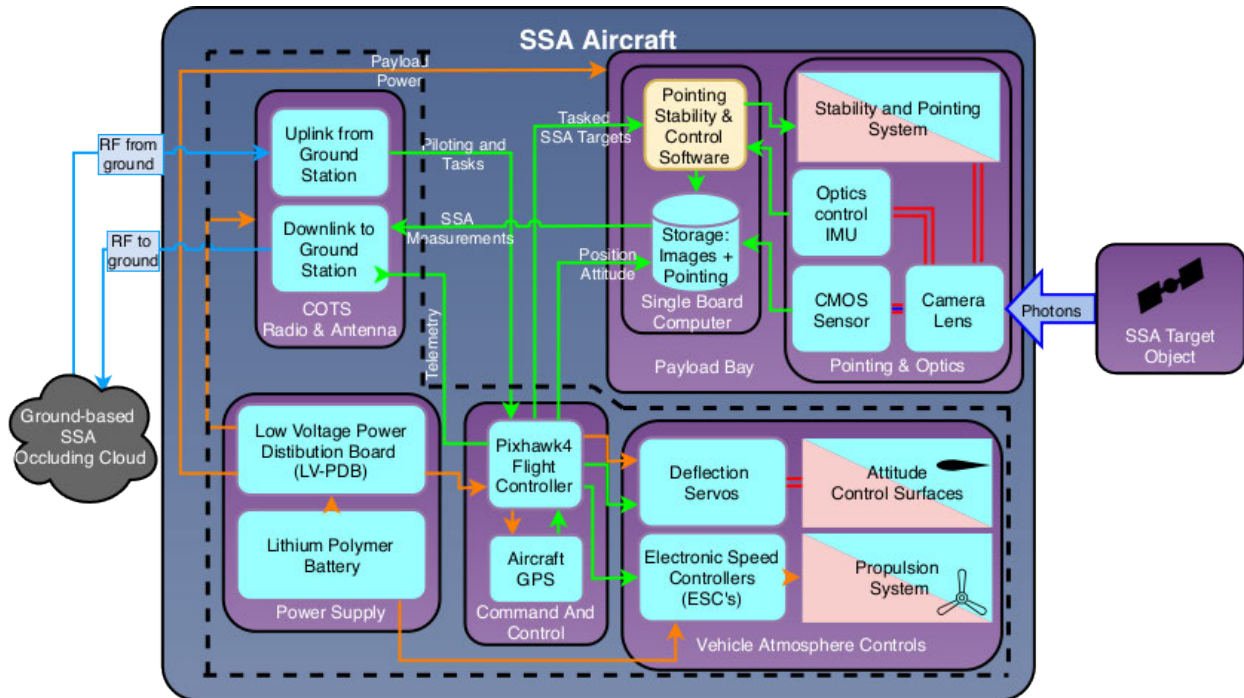 SSA Aircraft
Payload
Power
Uplink from
Ground
Station
Downlink to
Ground
Station
COTS
Radio & Antenna
RF from
ground
RF to
ground
Piloting and
Tasks
SSA
Measurements
Telemetry
Tasked
SSA Targets
Position
Attitude
Pointing
Stability &
Control
Software
Storage:
Images +
Pointing
Single Board
Computer
Payload Bay
Stability and Pointing
System
Optics
control
IMU
CMOS
Sensor
Camera
Lens
Pointing & Optics
Photons
SSA Target
Object
Ground-based
SSA
Occluding Cloud
Low Voltage Power
Distibution Board
(LV-PDB)
Lithium Polymer
Battery
Power Supply
Pixhawk4
Flight
Controller
Aircraft
GPS
Command And
Control
Deflection
Servos
Attitude
Control Surfaces
Electronic Speed
Controllers
(ESC's)
Propulsion
System
Vehicle Atmosphere Controls